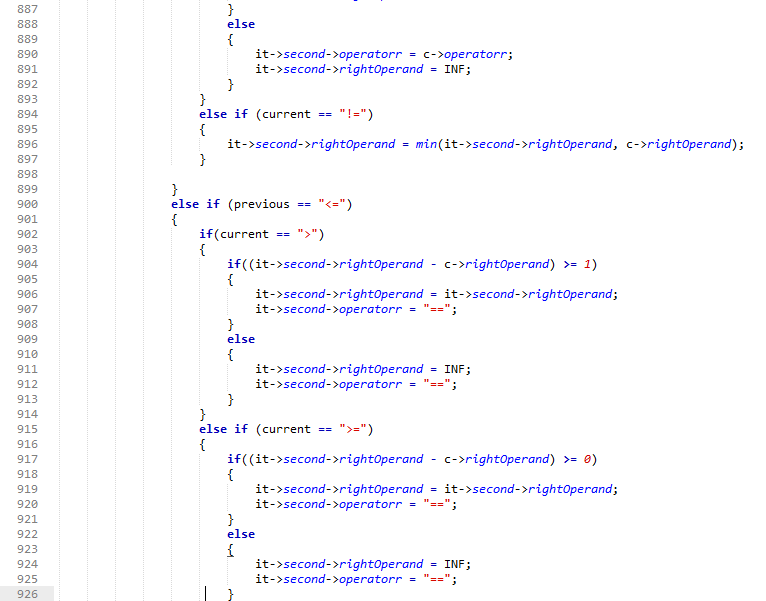 887 }
888 else
889 {
890 it->second->operatorr = c->operatorr;
891 it->second->rightOperand = INF;
892 }
893 }
894 else if (current == "!=")
895 {
896 it->second->rightOperand = min(it->second->rightOperand, c->rightOperand);
897 }
898
899 }
900 else if (previous == "<=")
901 {
902 if(current == ">")
903 {
904 if((it->second->rightOperand - c->rightOperand) >= 1)
905 {
906 it->second->rightOperand = it->second->rightOperand;
907 it->second->operatorr = "==";
908 }
909 else
910 {
911 it->second->rightOperand = INF;
912 it->second->operatorr = "==";
913 }
914 }
915 else if (current == ">=")
916 {
917 if((it->second->rightOperand - c->rightOperand) >= 0)
918 {
919 it->second->rightOperand = it->second->rightOperand;
920 it->second->operatorr = "==";
921 }
922 else
923 {
924 it->second->rightOperand = INF;
925 it->second->operatorr = "==";
926 }